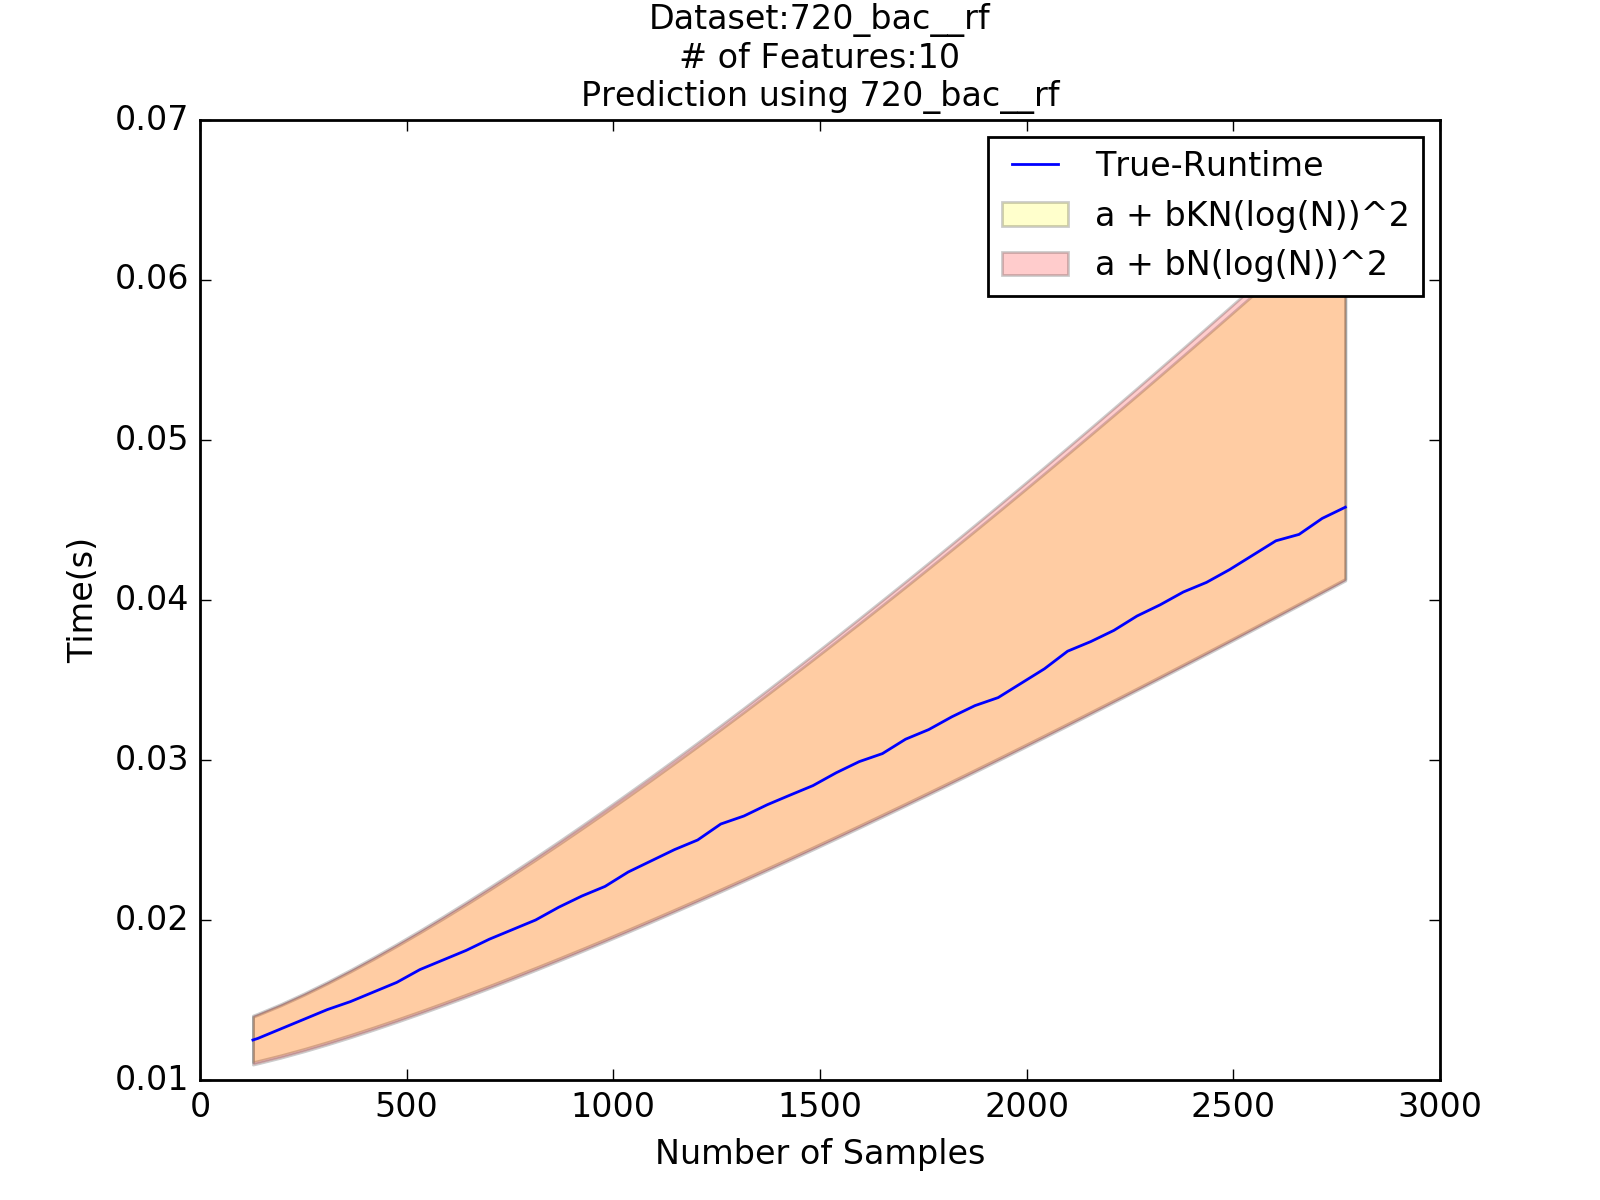 Dataset:720_bac__rf
# of Features:10
Prediction using 720_bac__rf
0.07
0.06
0.05
0.04
0.03
0.02
0.01
Time(s)
True-Runtime
a + bKN(log(N))^2
a + bN(log(N))^2
0 500 1000 1500 2000 2500 3000
Number of Samples